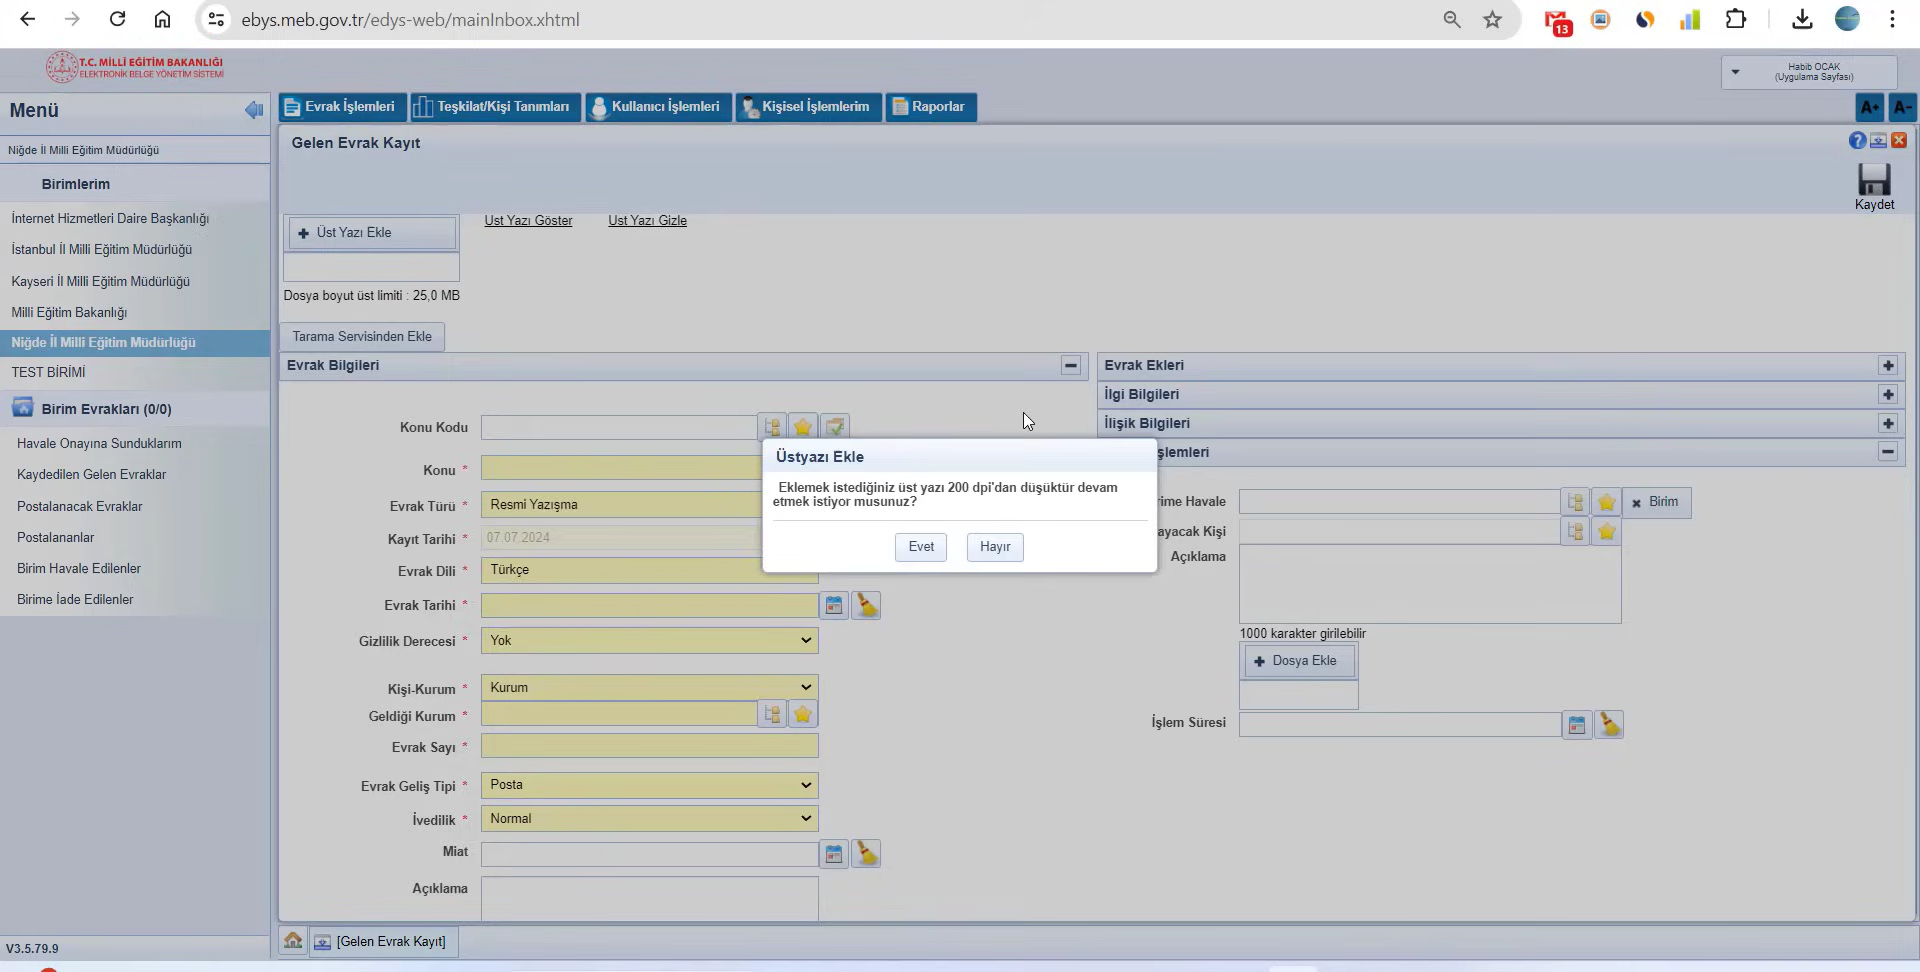 ebys.meb.gov.tr/edys-web/mainInbox.xhtml
13
T.C. MİLLİ EĞİTİM BAKANLIĞI
ELEKTRONİK BELGE YÖNETİM SİSTEMİ
Habib OCAK
(Uygulama Sayfası)
Menü
Evrak İşlemleri
Teşkilat/Kişi Tanımları
Kullanıcı İşlemleri
Kişisel İşlemlerim
Raporlar
A+
A-
Niğde İl Milli Eğitim Müdürlüğü
Birimlerim
İnternet Hizmetleri Daire Başkanlığı
İstanbul İl Milli Eğitim Müdürlüğü
Kayseri İl Milli Eğitim Müdürlüğü
Milli Eğitim Bakanlığı
Niğde İl Milli Eğitim Müdürlüğü
TEST BİRİMİ
Birim Evrakları (0/0)
Havale Onayına Sunduklarım
Kaydedilen Gelen Evraklar
Postalanacak Evraklar
Postalananlar
Birim Havale Edilenler
Birime İade Edilenler
V3.5.79.9
Gelen Evrak Kayıt
Kaydet
Üst Yazı Ekle
Üst Yazı Göster
Üst Yazı Gizle
Dosya boyut üst limiti : 25,0 MB
Tarama Servisinden Ekle
Evrak Bilgileri
Konu Kodu
Konu *
Evrak Türü * Resmi Yazışma
Kayıt Tarihi * 07.07.2024
Evrak Dili * Türkçe
Evrak Tarihi *
Gizlilik Derecesi * Yok
Kişi-Kurum * Kurum
Geldiği Kurum *
Evrak Sayı *
Evrak Geliş Tipi * Posta
İvedilik * Normal
Miat
Açıklama
Üstyazı Ekle
Eklemek istediğiniz üst yazı 200 dpi'dan düşüktür devam
etmek istiyor musunuz?
Evet
Hayır
Evrak Ekleri
İlgi Bilgileri
İlişik Bilgileri
şlemleri
rime Havale
Birim
ayacak Kişi
Açıklama
1000 karakter girilebilir
Dosya Ekle
İşlem Süresi
[Gelen Evrak Kayıt]